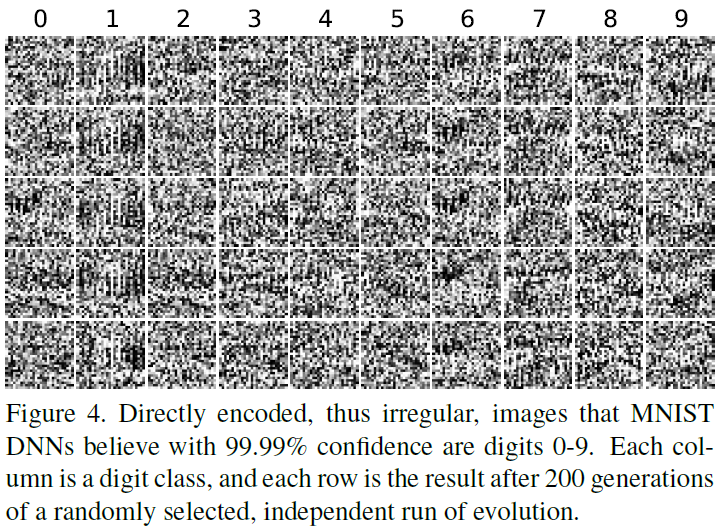 0 1 2 3 4 5 6 7 8 9
Figure 4. Directly encoded, thus irregular, images that MNIST
DNNs believe with 99.99% confidence are digits 0-9. Each col-
umn is a digit class, and each row is the result after 200 generations
of a randomly selected, independent run of evolution.